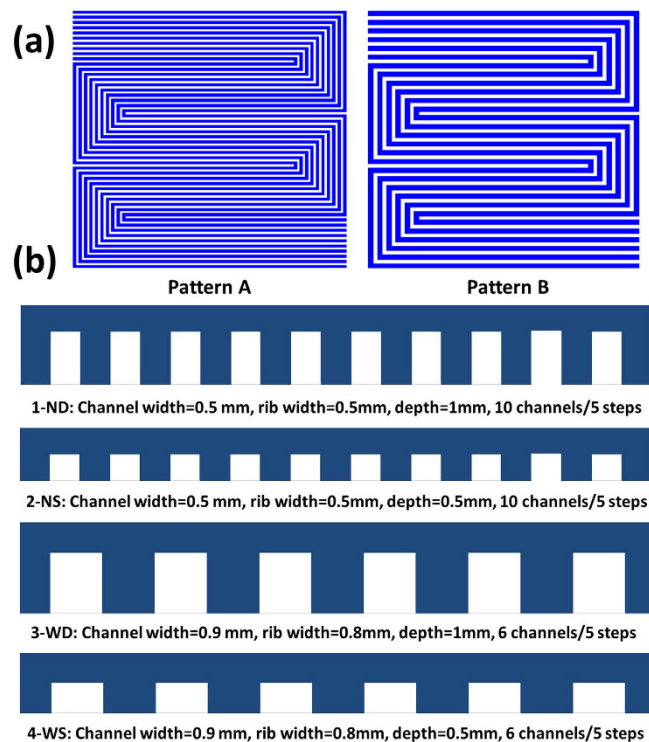 (a)
Pattern A
Pattern B
(b)
1-ND: Channel width=0.5 mm, rib width=0.5mm, depth=1mm, 10 channels/5 steps
2-NS: Channel width=0.5 mm, rib width=0.5mm, depth=0.5mm, 10 channels/5 steps
3-WD: Channel width=0.9 mm, rib width=0.8mm, depth=1mm, 6 channels/5 steps
4-WS: Channel width=0.9 mm, rib width=0.8mm, depth=0.5mm, 6 channels/5 steps